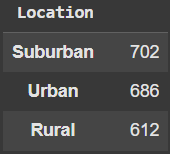 Location
Suburban 702
Urban 686
Rural 612